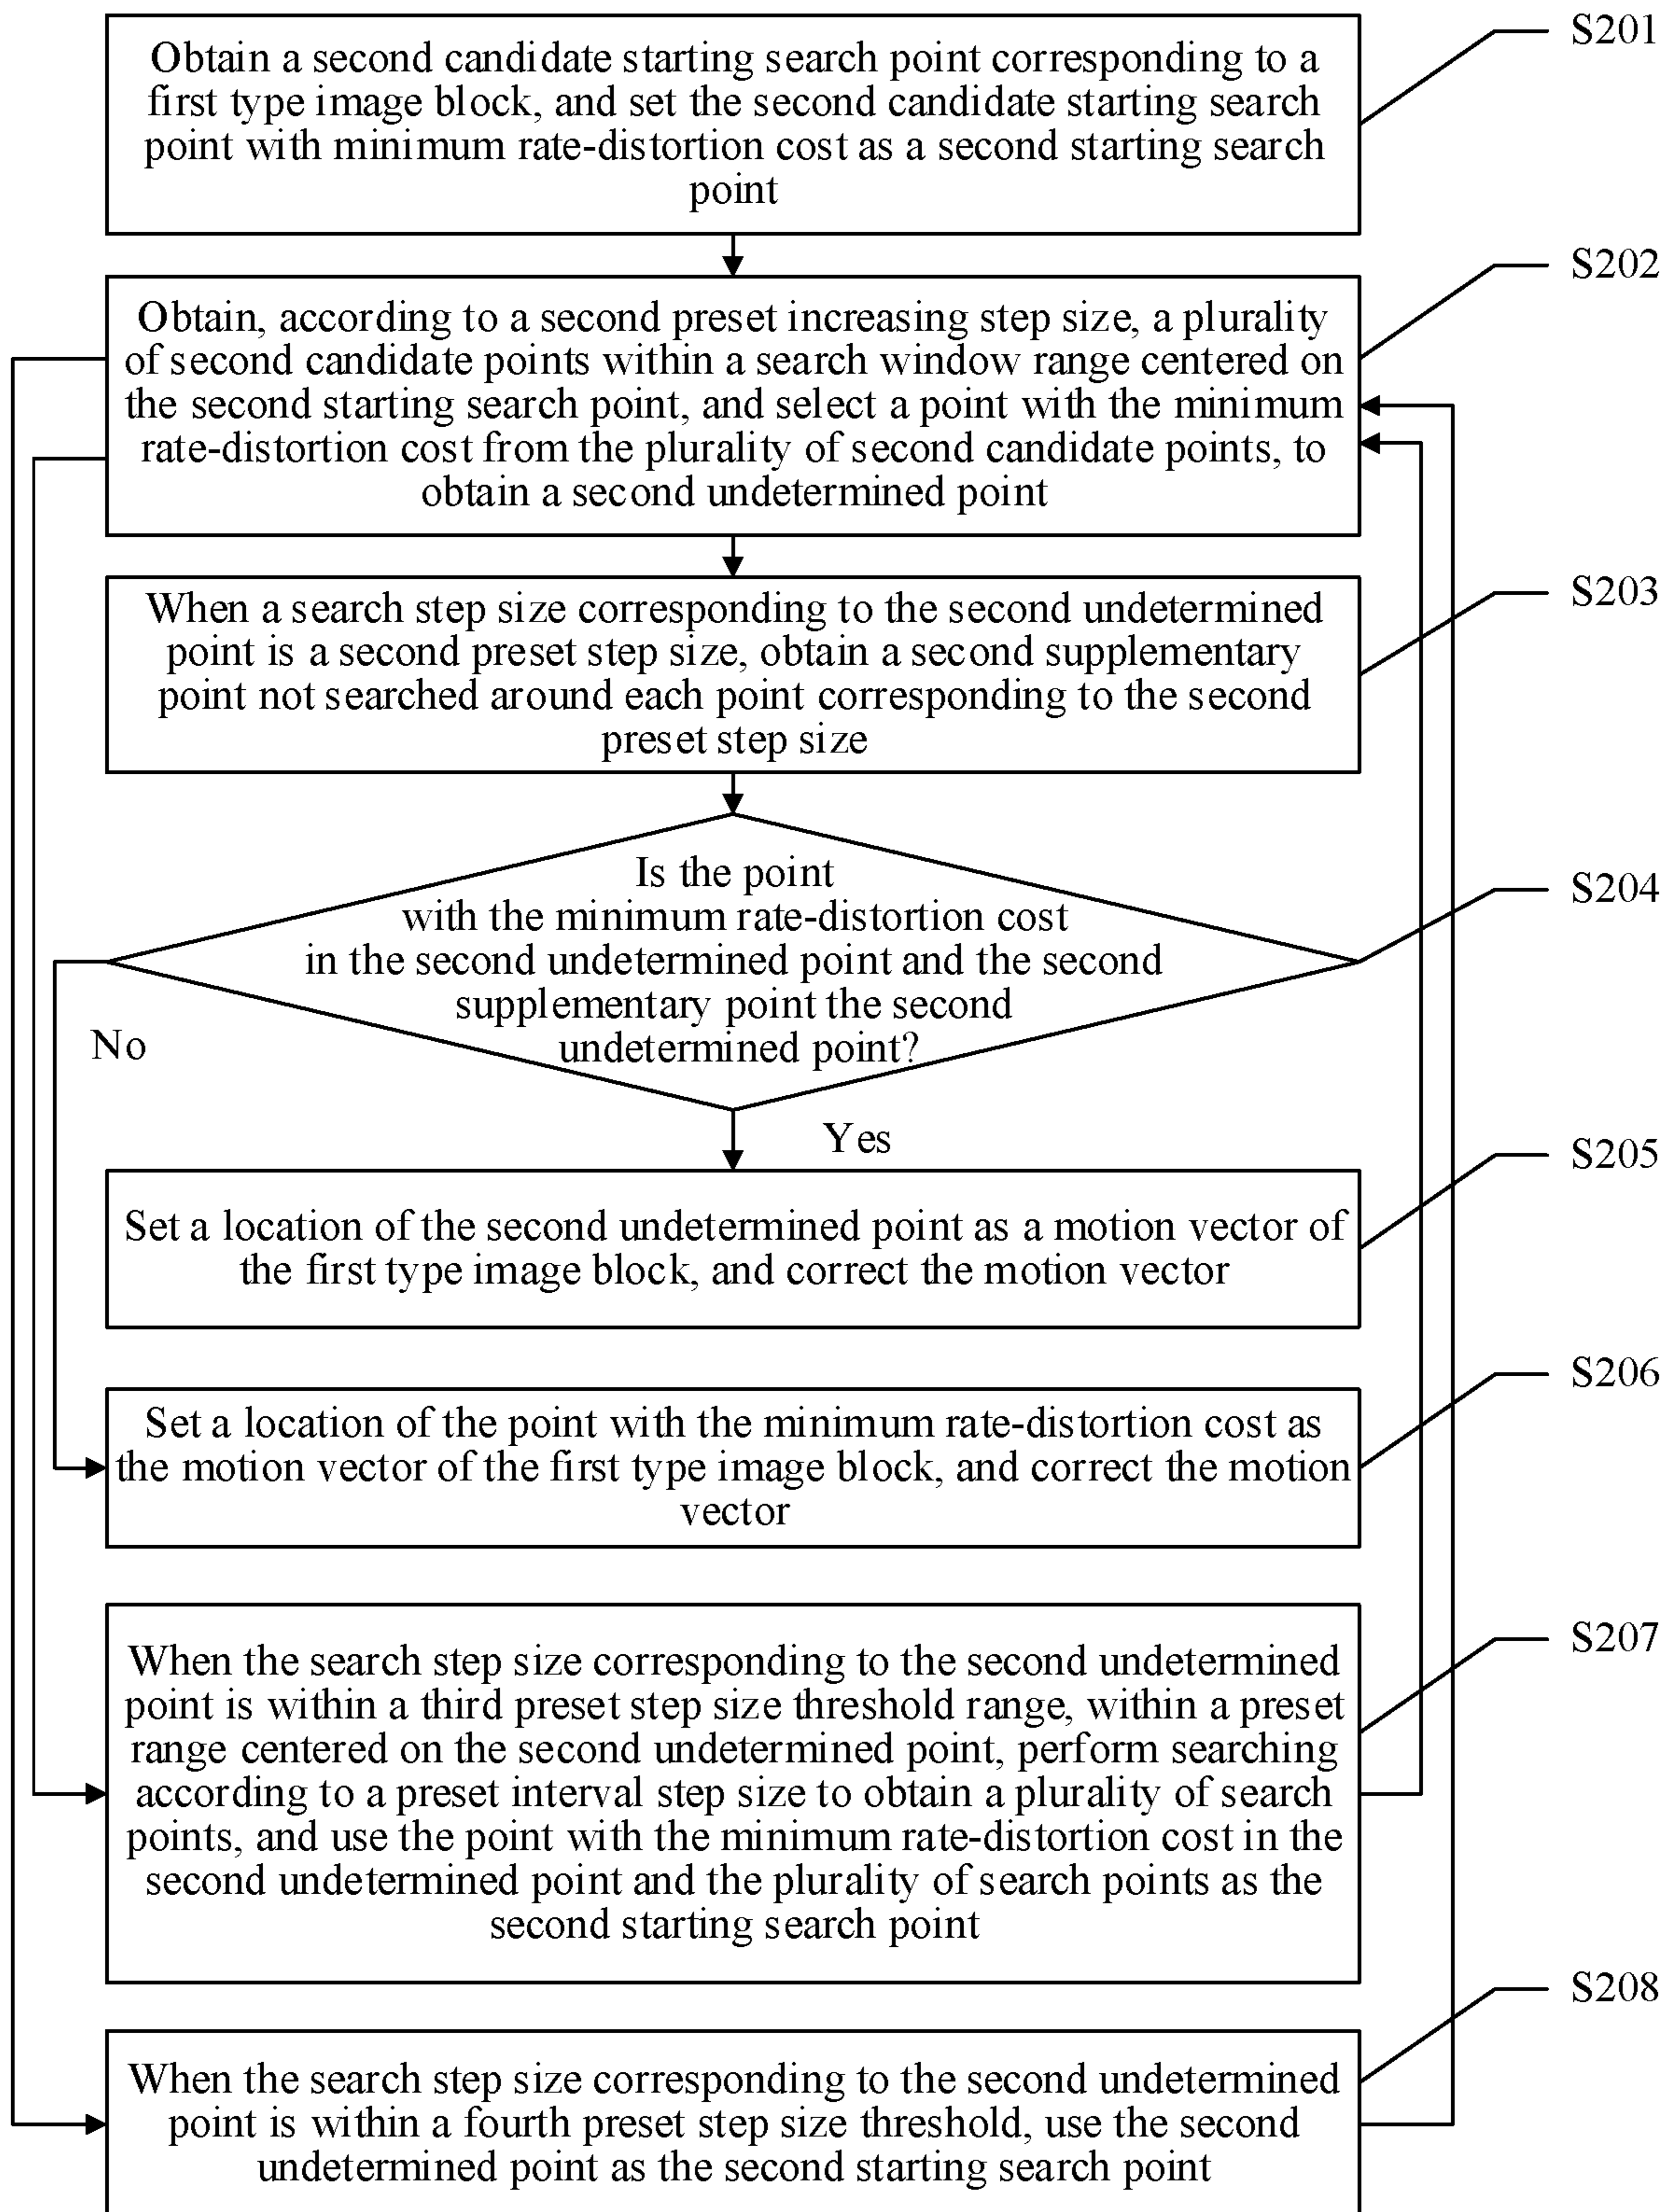 S201
Obtain a second candidate starting search point corresponding to a
first type image block, and set the second candidate starting search
point with minimum rate-distortion cost as a second starting search
point
S202
Obtain, according to a second preset increasing step size, a plurality
of second candidate points within a search window range centered on
the second starting search point, and select a point with the minimum
rate-distortion cost from the plurality of second candidate points, to
obtain a second undetermined point
S203
When a search step size corresponding to the second undetermined
point is a second preset step size, obtain a second supplementary
point not searched around each point corresponding to the second
preset step size
S204
Is the point
with the minimum rate-distortion cost
in the second undetermined point and the second
supplementary point the second
undetermined point?
No
Yes
S205
Set a location of the second undetermined point as a motion vector of
the first type image block, and correct the motion vector
S206
Set a location of the point with the minimum rate-distortion cost as
the motion vector of the first type image block, and correct the motion
vector
S207
When the search step size corresponding to the second undetermined
point is within a third preset step size threshold range, within a preset
range centered on the second undetermined point, perform searching
according to a preset interval step size to obtain a plurality of search
points, and use the point with the minimum rate-distortion cost in the
second undetermined point and the plurality of search points as the
second starting search point
S208
When the search step size corresponding to the second undetermined
point is within a fourth preset step size threshold, use the second
undetermined point as the second starting search point